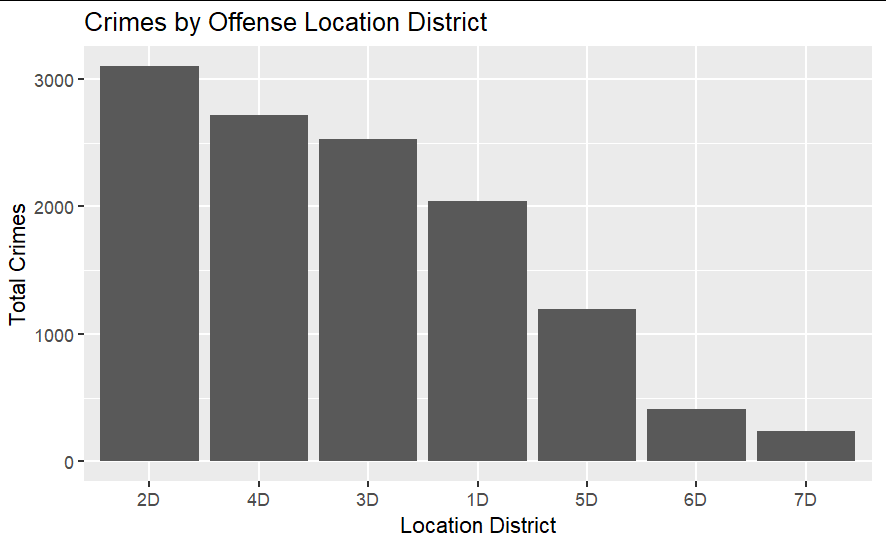 Crimes by Offense Location District
Total Crimes
3000
2000
1000
0
2D 4D 3D 1D 5D 6D 7D
Location District